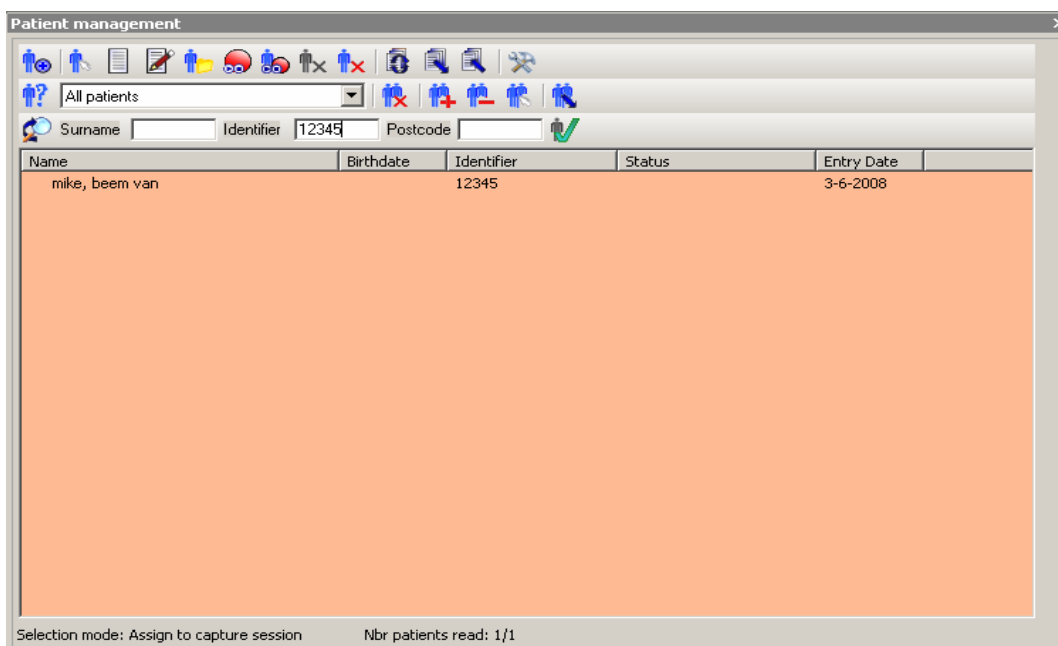 Patient management
All patients
Surname Identifier 12345 Postcode
Name Birthdate Identifier Status Entry Date
mike, beem van 12345 3-6-2008
Selection mode: Assign to capture session Nbr patients read: 1/1